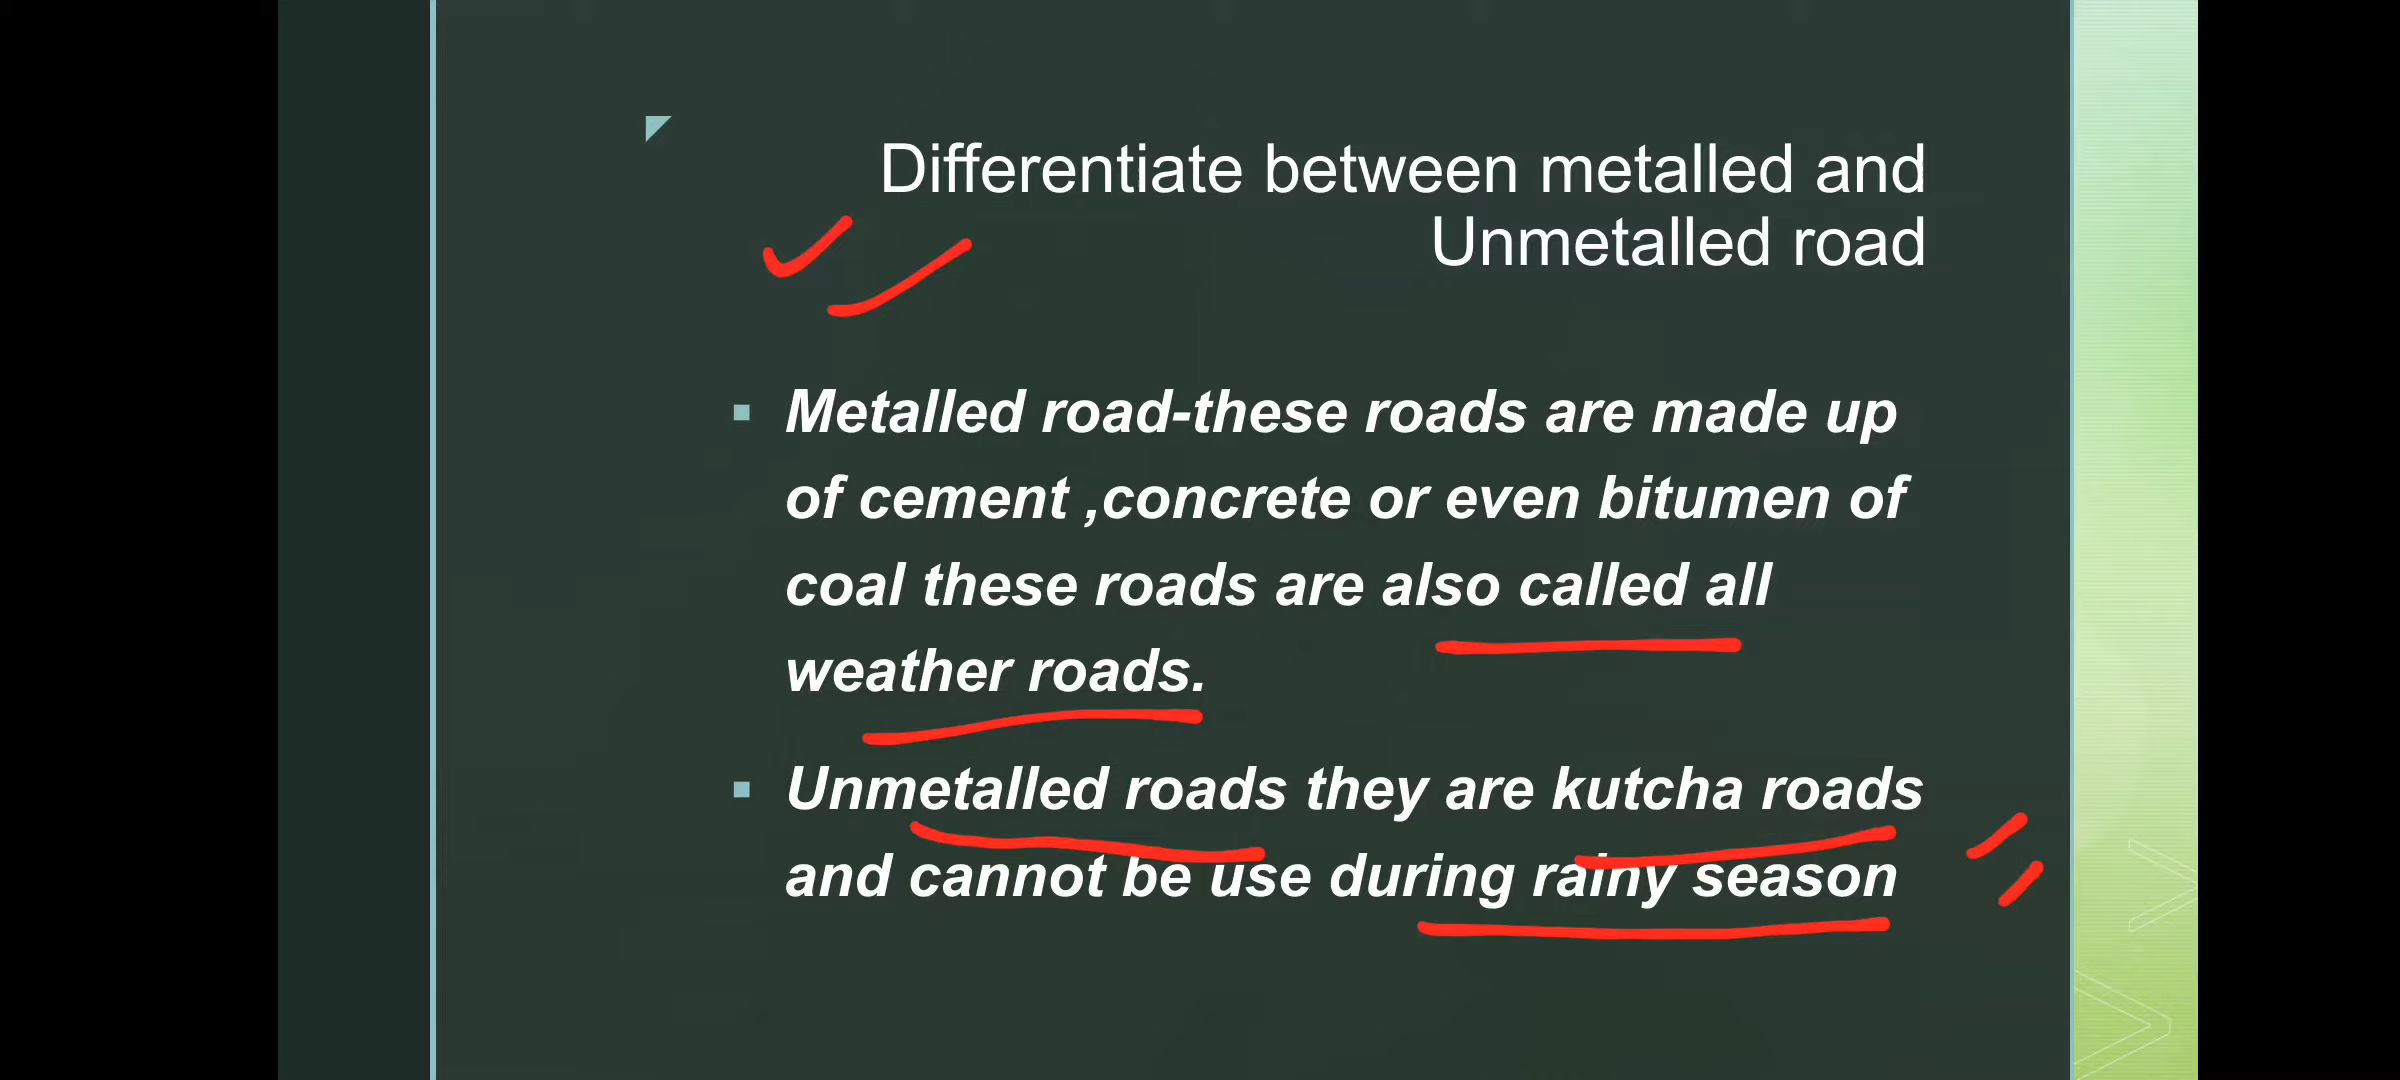 Differentiate between metalled and
Unmetalled road
Metalled road-these roads are made up
of cement ,concrete or even bitumen of
coal these roads are also called all
weather roads.
Unmetalled roads they are kutcha roads
and cannot be use during rainy season